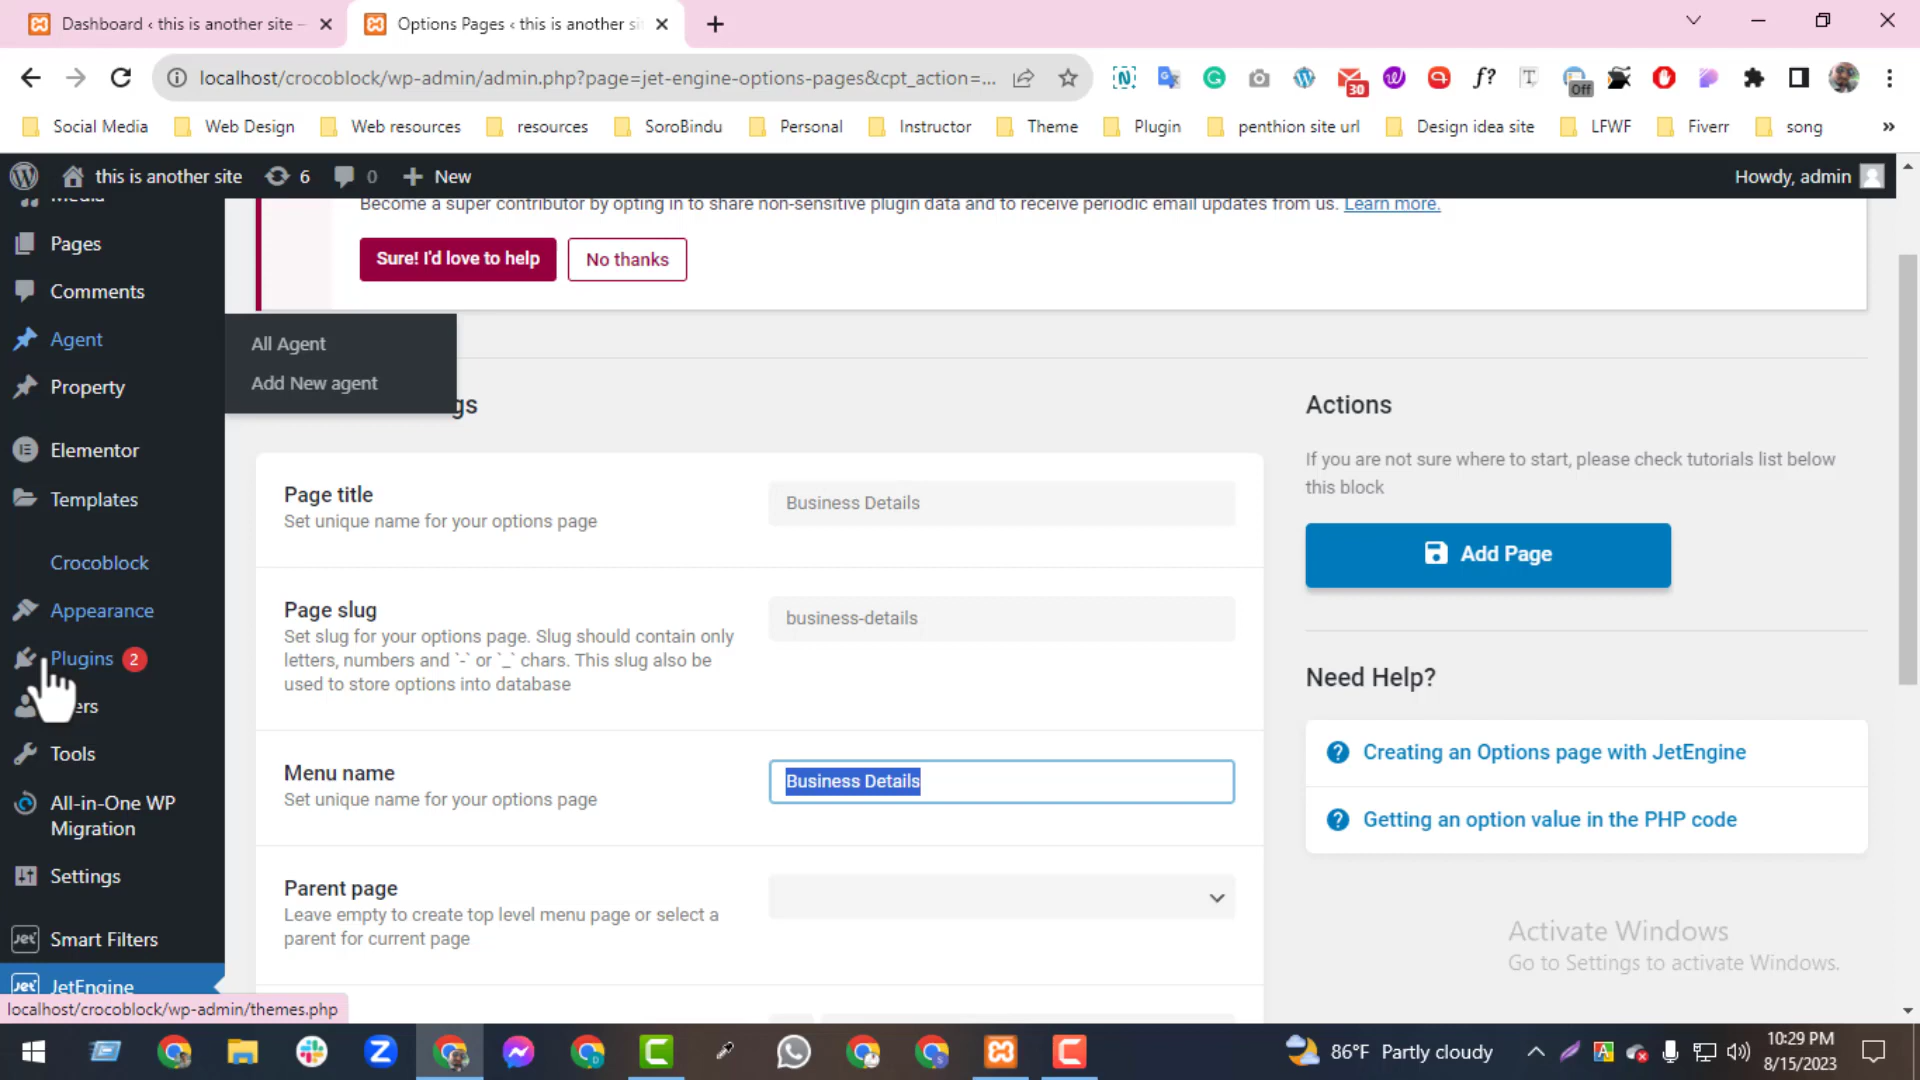 Dashboard ‹ this is another site –
Options Pages ‹ this is another si
localhost/crocoblock/wp-admin/admin.php?page=jet-engine-options-pages&cpt_action=...
30
f?
T
Off
Social Media
Web Design
Web resources
resources
SoroBindu
Personal
Instructor
Theme
Plugin
penthion site url
Design idea site
LFWF
Fiverr
song
»
this is another site
6
0
New
Howdy, admin
Media
Become a super contributor by opting in to share non-sensitive plugin data and to receive periodic email updates from us. Learn more.
Pages
Sure! I'd love to help
No thanks
Comments
Agent
All Agent
Property
Add New agent
gs
Actions
If you are not sure where to start, please check tutorials list below
this block
Elementor
Templates
Page title
Set unique name for your options page
Business Details
Add Page
Crocoblock
Appearance
Page slug
Set slug for your options page. Slug should contain only
letters, numbers and `-` or `_` chars. This slug also be
used to store options into database
business-details
Plugins 2
ers
Need Help?
Tools
Menu name
Set unique name for your options page
Business Details
Creating an Options page with JetEngine
All-in-One WP
Migration
Getting an option value in the PHP code
Settings
Parent page
Leave empty to create top level menu page or select a
parent for current page
Jet Smart Filters
Activate Windows
Go to Settings to activate Windows.
Jet JetEngine
localhost/crocoblock/wp-admin/themes.php
86°F Partly cloudy
10:29 PM
8/15/2023